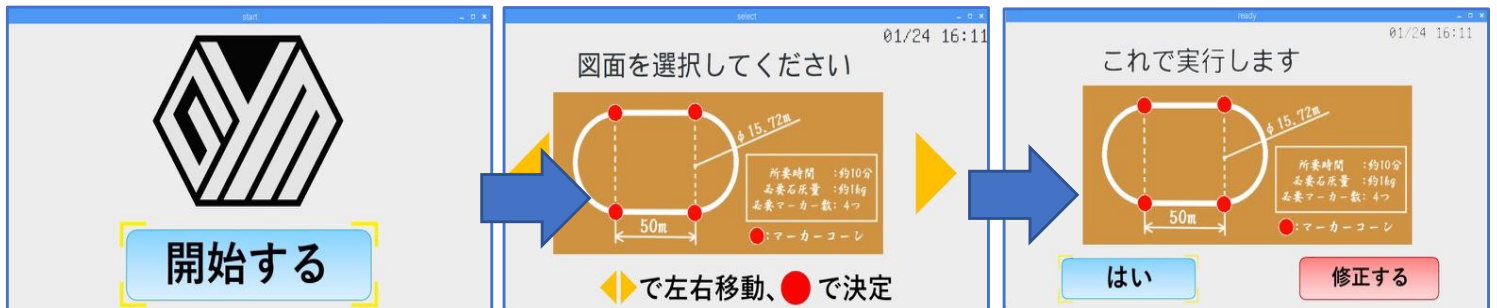 start
開始する
select
01/24 16:11
図面を選択してください
φ15.72m
所要時間 :約10分
必要石灰量 :約1kg
必要マーカー数: 4つ
50m
:マーカーコーン
で左右移動、 で決定
ready
01/24 16:11
これで実行します
φ15.72m
所要時間 :約10分
必要石灰量 :約1kg
必要マーカー数: 4つ
50m
:マーカーコーン
はい
修正する